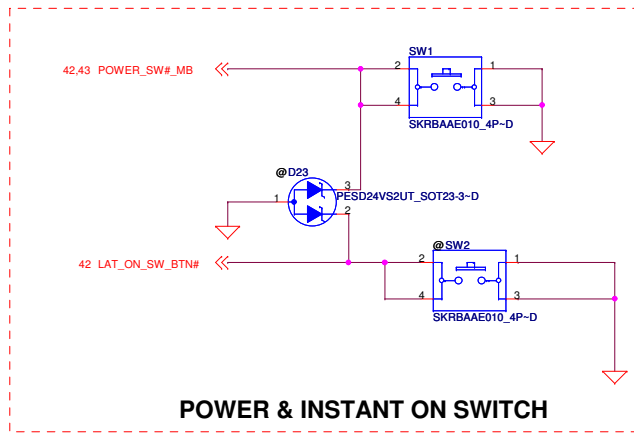 SW1
42,43 POWER_SW#_MB
2
1
4
3
SKRBAAE010_4P~D
@D23
3
PESD24VS2UT_SOT23-3~D
1
2
@SW2
42 LAT_ON_SW_BTN#
2
1
4
3
SKRBAAE010_4P~D
POWER & INSTANT ON SWITCH